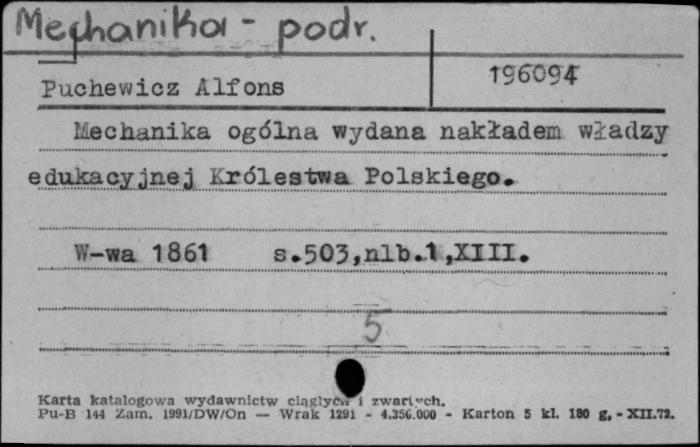 Mechanika - podr.
Puchewicz Alfons
196094
Mechanika ogólna wydana nakładem władzy
edukacyjnej Królestwa Polskiego.
W-wa 1861 s.503,nlb.1,XIII.
5
Karta katalogowa wydawnictw ciągłych i zwartych.
Pu-B 144 Zam. 1991/DW/On — Wrak 1291 - 4.356.000 - Karton 5 kl. 180 g. - XII.72.